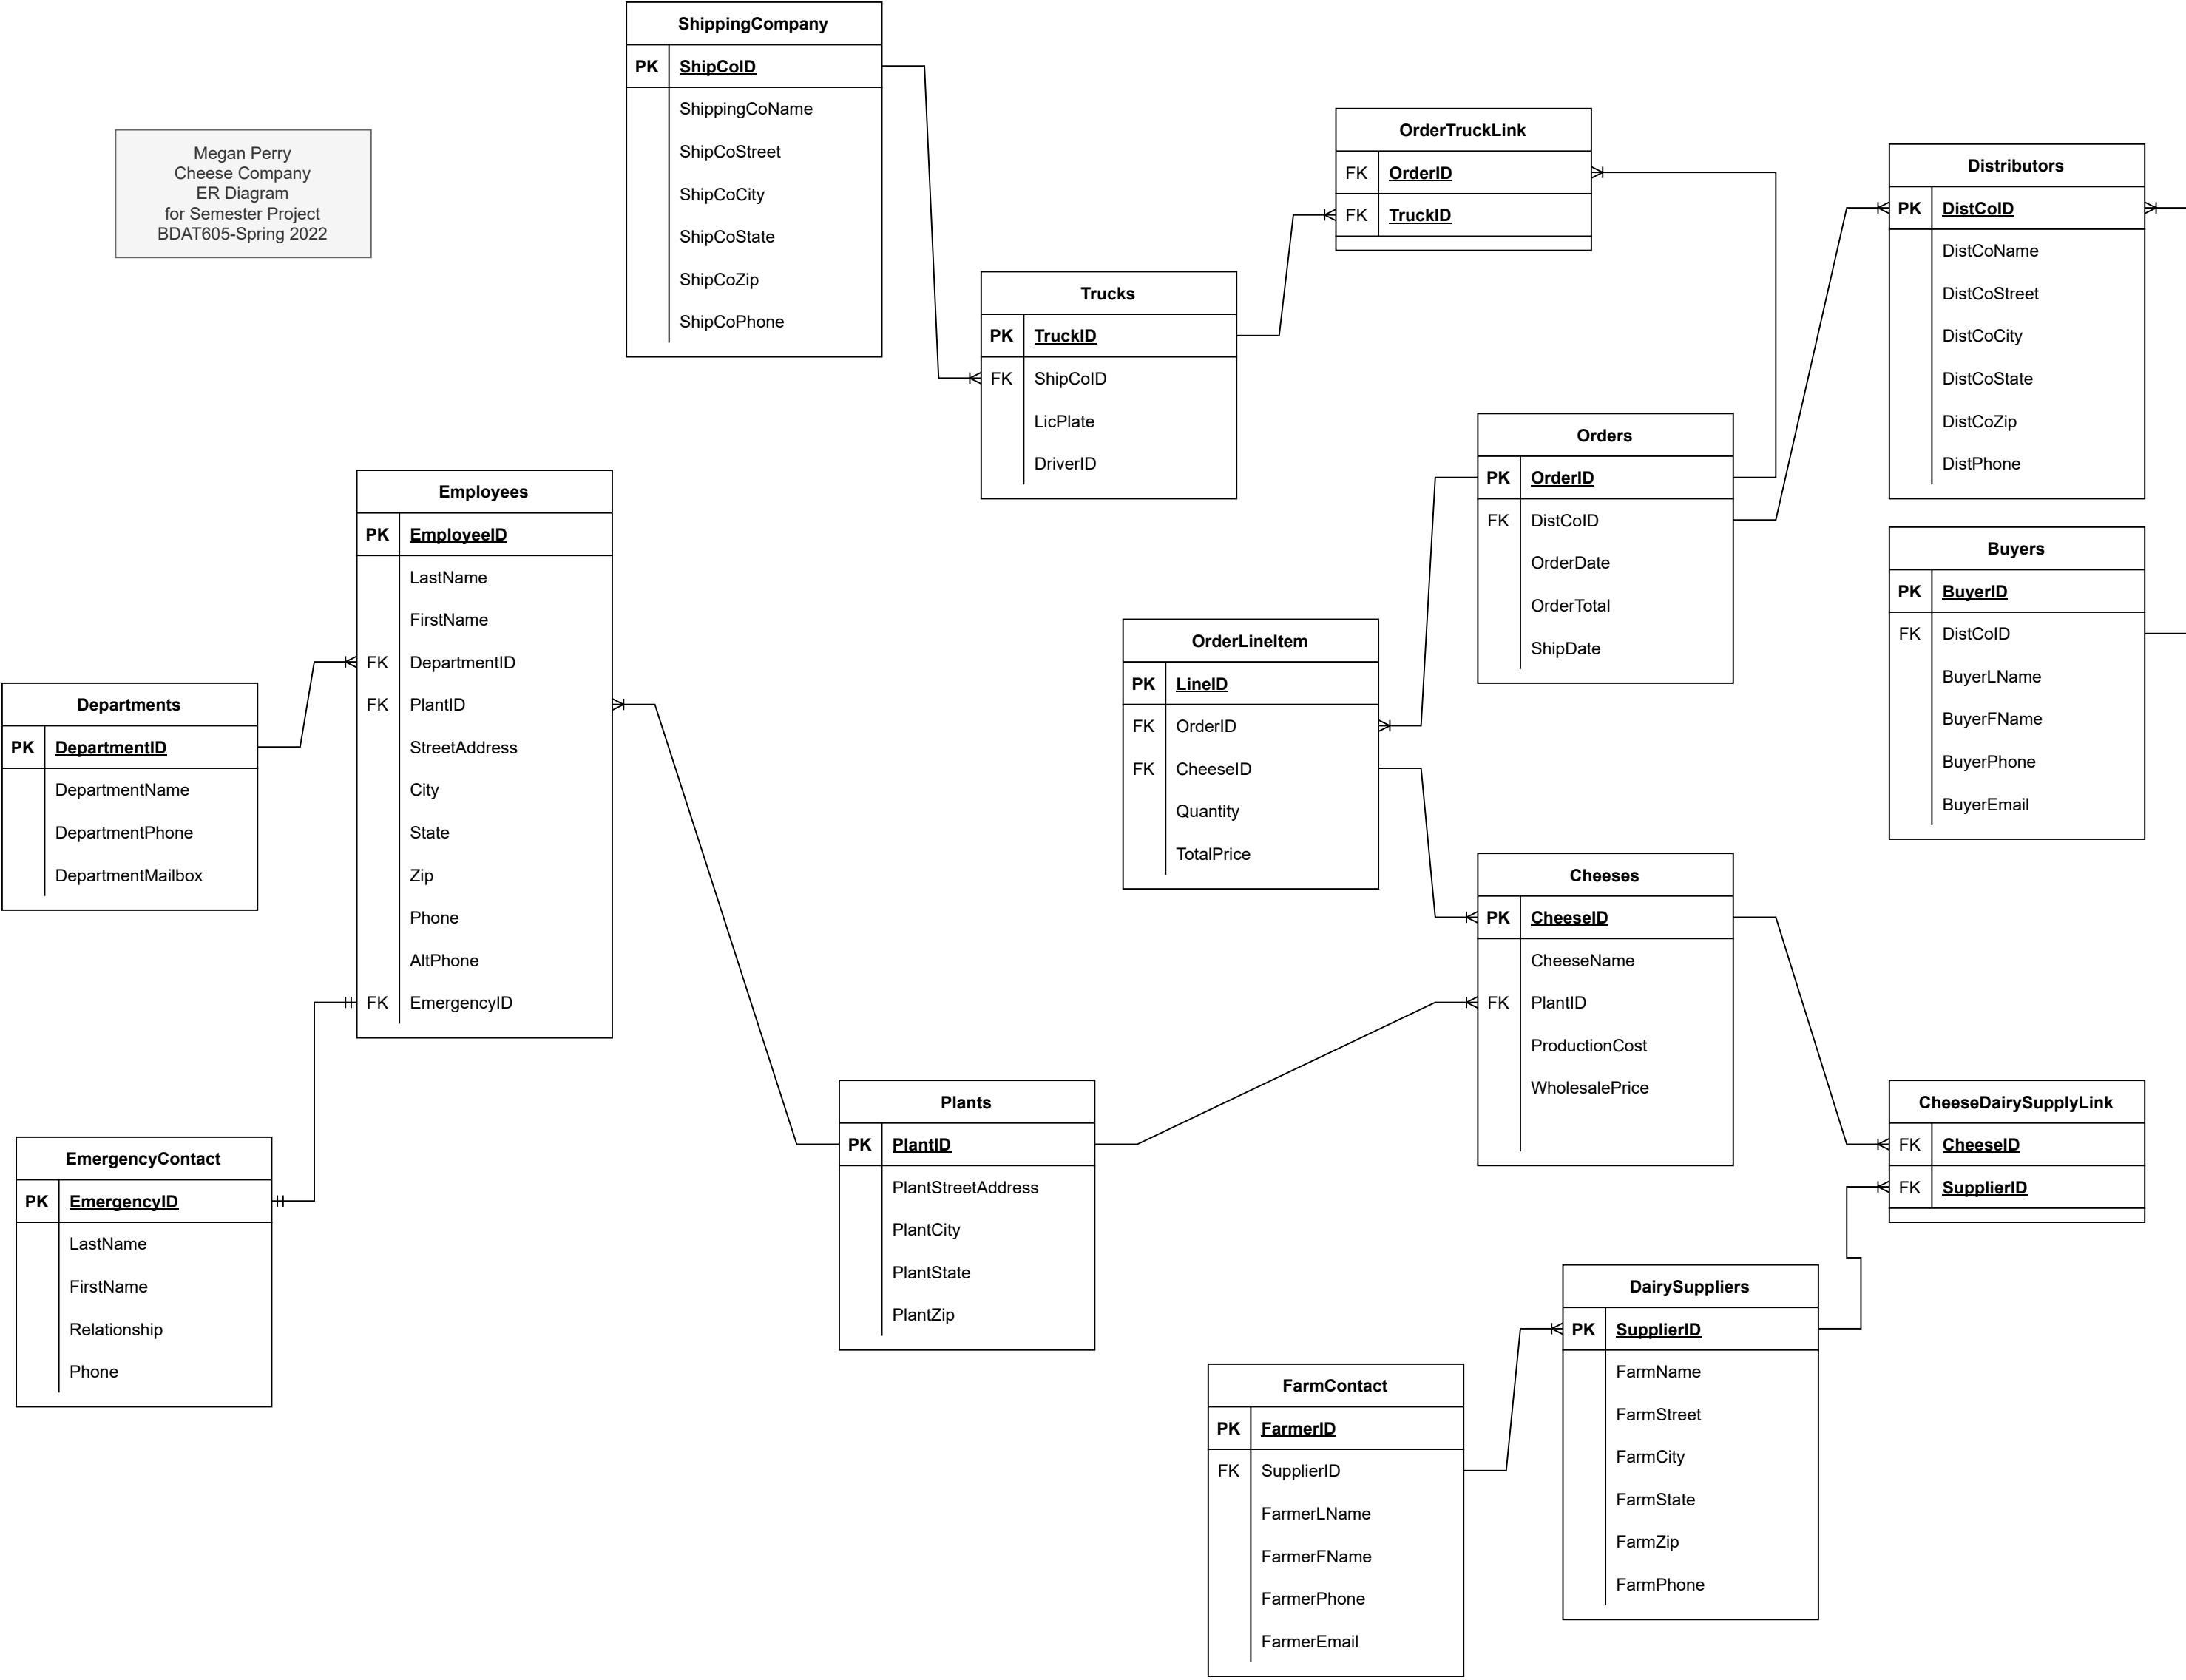 ShippingCompany
PK ShipCoID
ShippingCoName
ShipCoStreet
ShipCoCity
ShipCoState
ShipCoZip
ShipCoPhone
Megan Perry
Cheese Company
ER Diagram
for Semester Project
BDAT605-Spring 2022
OrderTruckLink
FK OrderID
FK TruckID
Distributors
PK DistCoID
DistCoName
DistCoStreet
DistCoCity
DistCoState
DistCoZip
DistPhone
Trucks
PK TruckID
FK ShipCoID
LicPlate
DriverID
Orders
PK OrderID
FK DistCoID
OrderDate
OrderTotal
ShipDate
Employees
PK EmployeeID
LastName
FirstName
FK DepartmentID
FK PlantID
StreetAddress
City
State
Zip
Phone
AltPhone
FK EmergencyID
Buyers
PK BuyerID
FK DistCoID
BuyerLName
BuyerFName
BuyerPhone
BuyerEmail
OrderLineItem
PK LineID
FK OrderID
FK CheeseID
Quantity
TotalPrice
Departments
PK DepartmentID
DepartmentName
DepartmentPhone
DepartmentMailbox
Cheeses
PK CheeseID
CheeseName
FK PlantID
ProductionCost
WholesalePrice
Plants
PK PlantID
PlantStreetAddress
PlantCity
PlantState
PlantZip
CheeseDairySupplyLink
FK CheeseID
FK SupplierID
EmergencyContact
PK EmergencyID
LastName
FirstName
Relationship
Phone
DairySuppliers
PK SupplierID
FarmName
FarmStreet
FarmCity
FarmState
FarmZip
FarmPhone
FarmContact
PK FarmerID
FK SupplierID
FarmerLName
FarmerFName
FarmerPhone
FarmerEmail